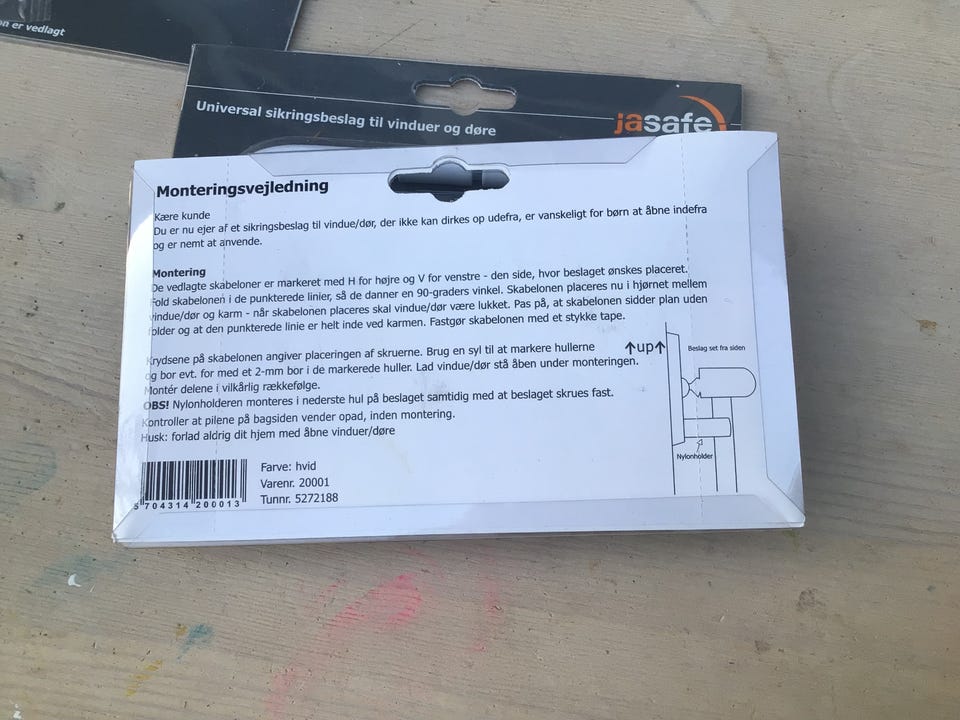 on er vedlagt
Universal sikringsbeslag til vinduer og døre
jasafe
Monteringsvejledning
Kære kunde
Du er nu ejer af et sikringsbeslag til vindue/dør, der ikke kan dirkes op udefra, er vanskeligt for børn at åbne indefra
og er nemt at anvende.
Montering
De vedlagte skabeloner er markeret med H for højre og V for venstre - den side, hvor beslaget ønskes placeret.
Fold skabelonen i de punkterede linier, så de danner en 90-graders vinkel. Skabelonen placeres nu i hjørnet mellem
vindue/dør og karm - når skabelonen placeres skal vindue/dør være lukket. Pas på, at skabelonen sidder plan uden
folder og at den punkterede linie er helt inde ved karmen. Fastgør skabelonen med et stykke tape.
Krydsene på skabelonen angiver placeringen af skruerne. Brug en syl til at markere hullerne
og bor evt. for med et 2-mm bor i de markerede huller. Lad vindue/dør stå åben under monteringen.
Montér delene i vilkårlig rækkefølge.
OBS! Nylonholderen monteres i nederste hul på beslaget samtidig med at beslaget skrues fast.
Kontroller at pilene på bagsiden vender opad, inden montering.
Husk: forlad aldrig dit hjem med åbne vinduer/døre
↑up↑
Beslag set fra siden
Nylonholder
Farve: hvid
Varenr. 20001
Tunnr. 5272188
5 704314 200013